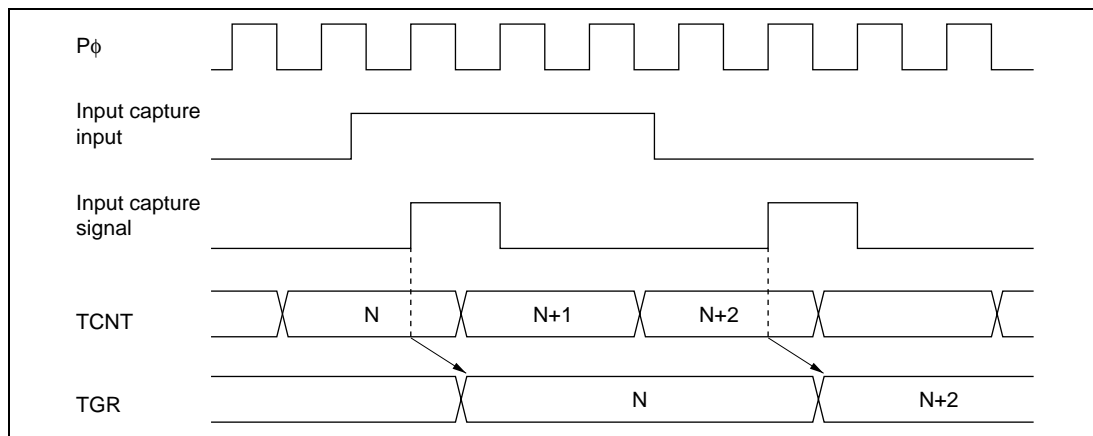 Pϕ
Input capture
input
Input capture
signal
TCNT
N
N+1
N+2
TGR
N
N+2